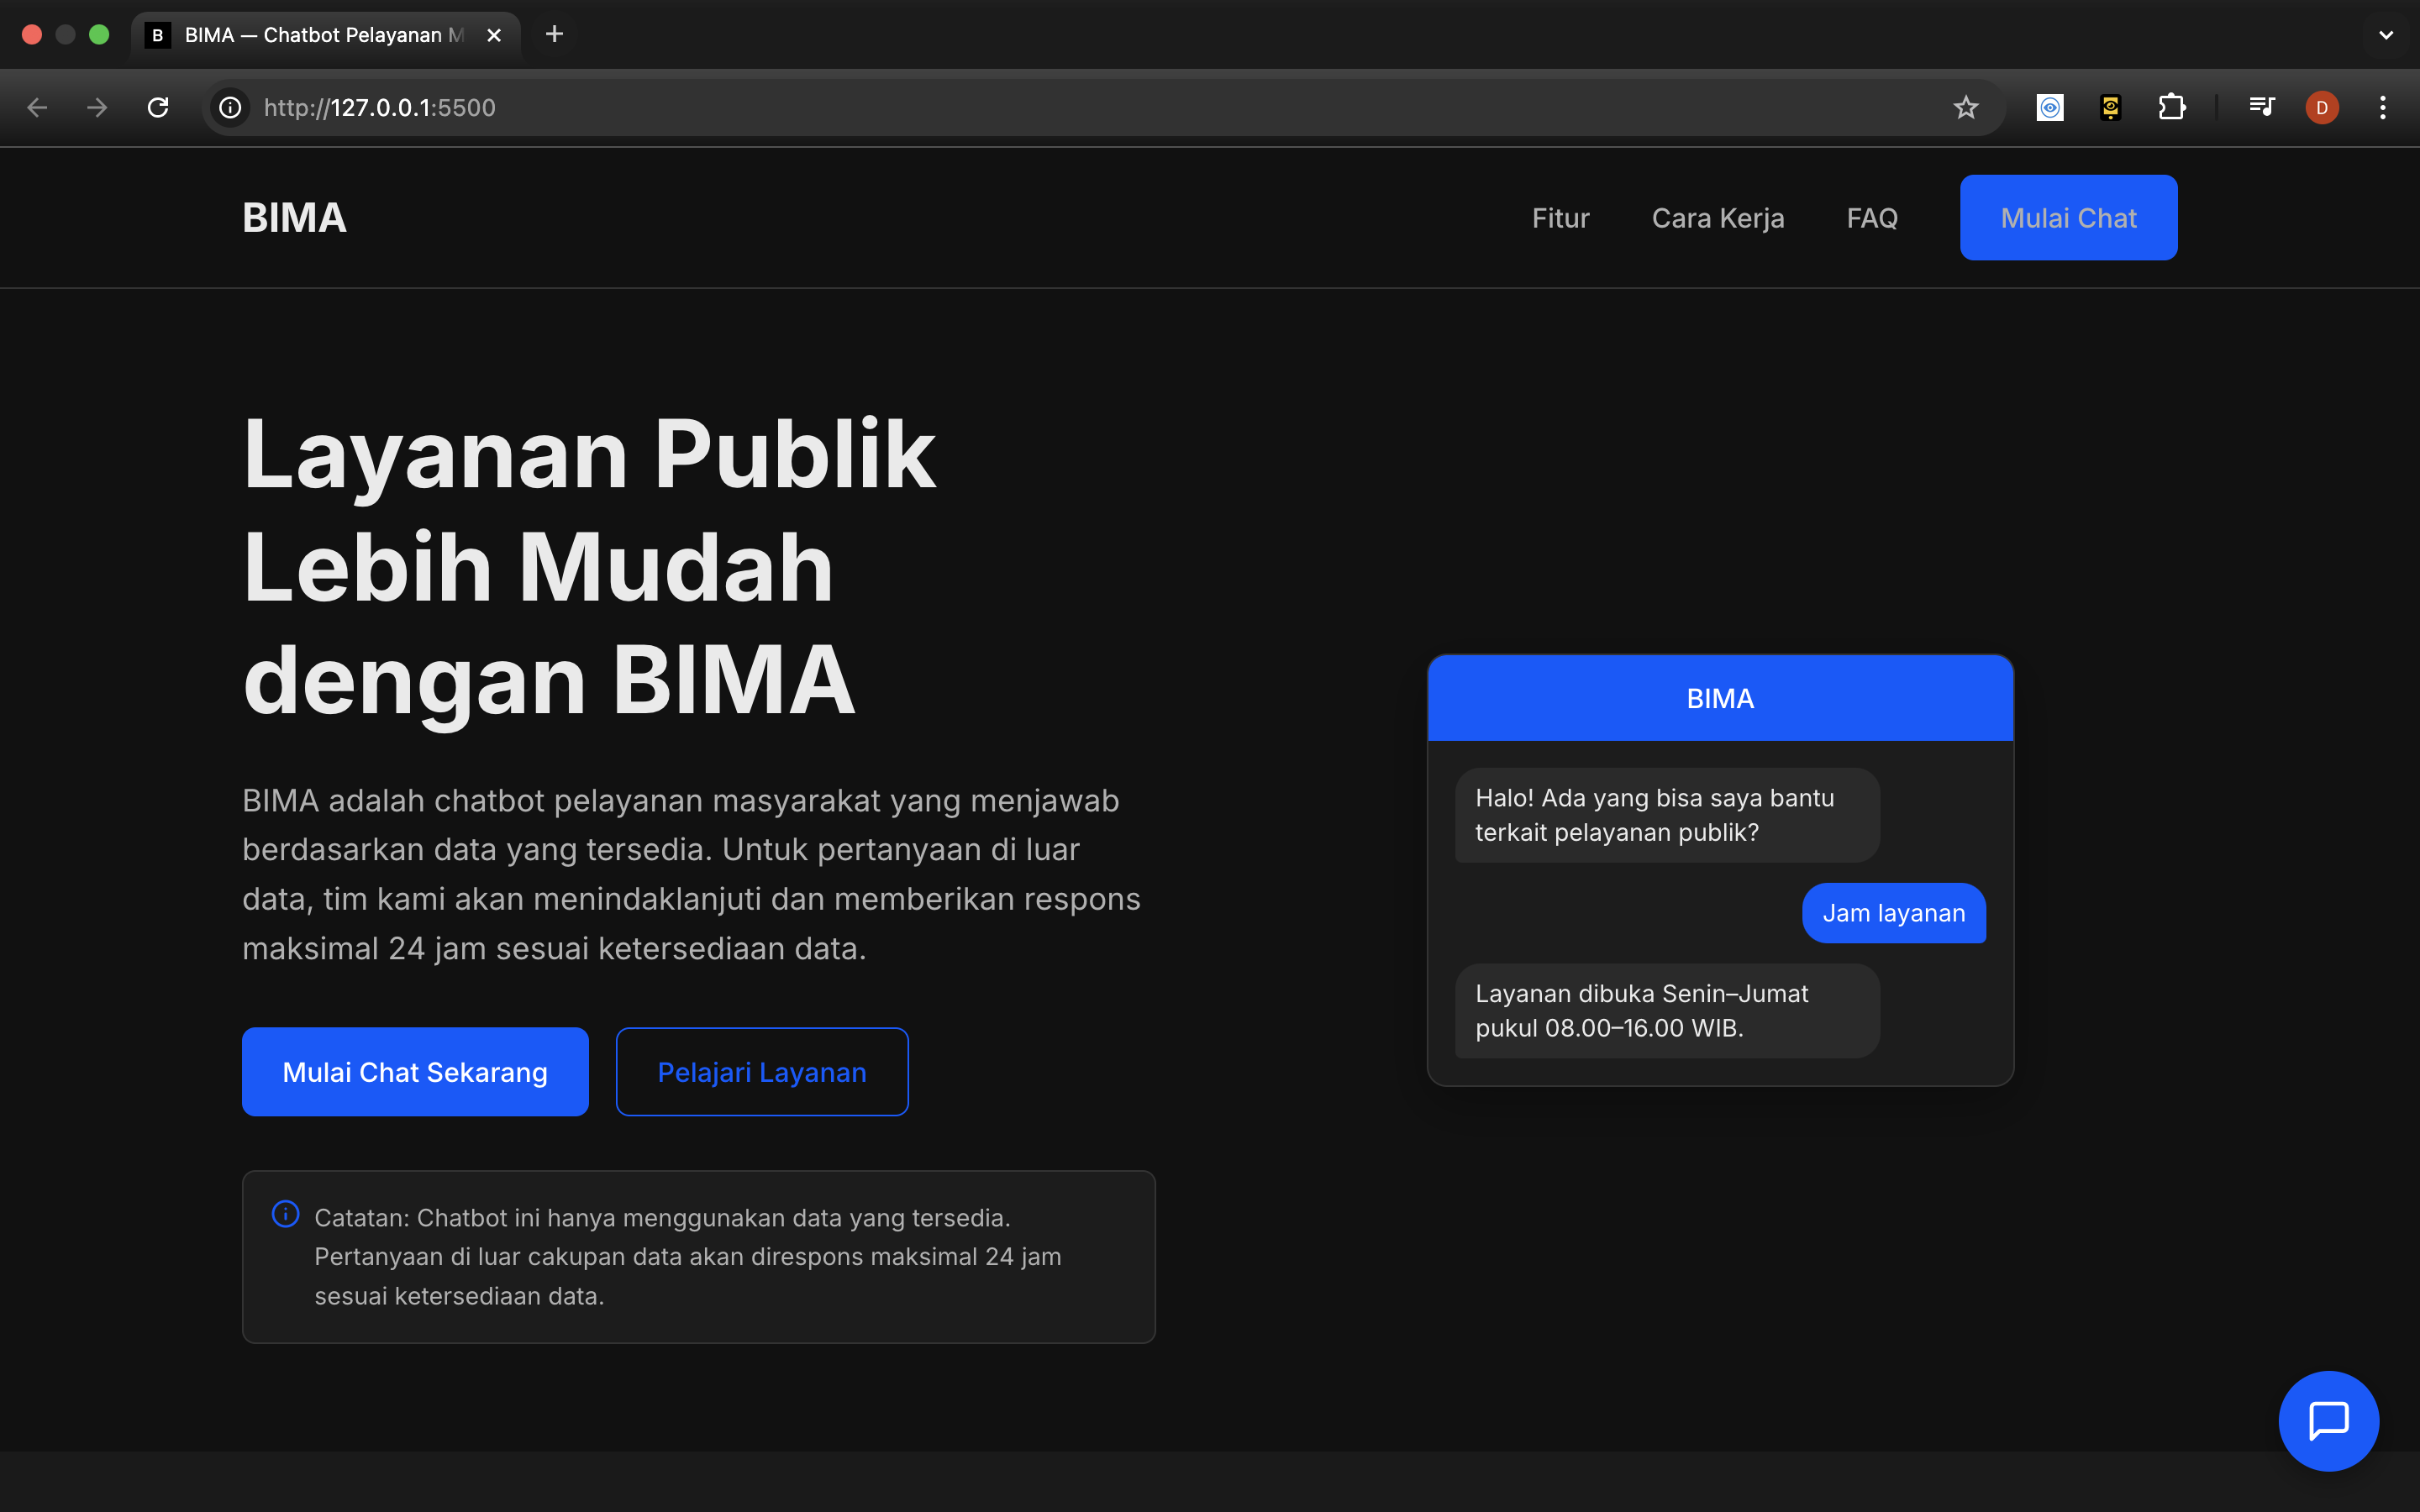 B
BIMA — Chatbot Pelayanan M
http://127.0.0.1:5500
D
BIMA
Fitur
Cara Kerja
FAQ
Mulai Chat
Layanan Publik
Lebih Mudah
dengan BIMA
BIMA adalah chatbot pelayanan masyarakat yang menjawab
berdasarkan data yang tersedia. Untuk pertanyaan di luar
data, tim kami akan menindaklanjuti dan memberikan respons
maksimal 24 jam sesuai ketersediaan data.
Mulai Chat Sekarang
Pelajari Layanan
Catatan: Chatbot ini hanya menggunakan data yang tersedia.
Pertanyaan di luar cakupan data akan direspons maksimal 24 jam
sesuai ketersediaan data.
BIMA
Halo! Ada yang bisa saya bantu
terkait pelayanan publik?
Jam layanan
Layanan dibuka Senin–Jumat
pukul 08.00–16.00 WIB.